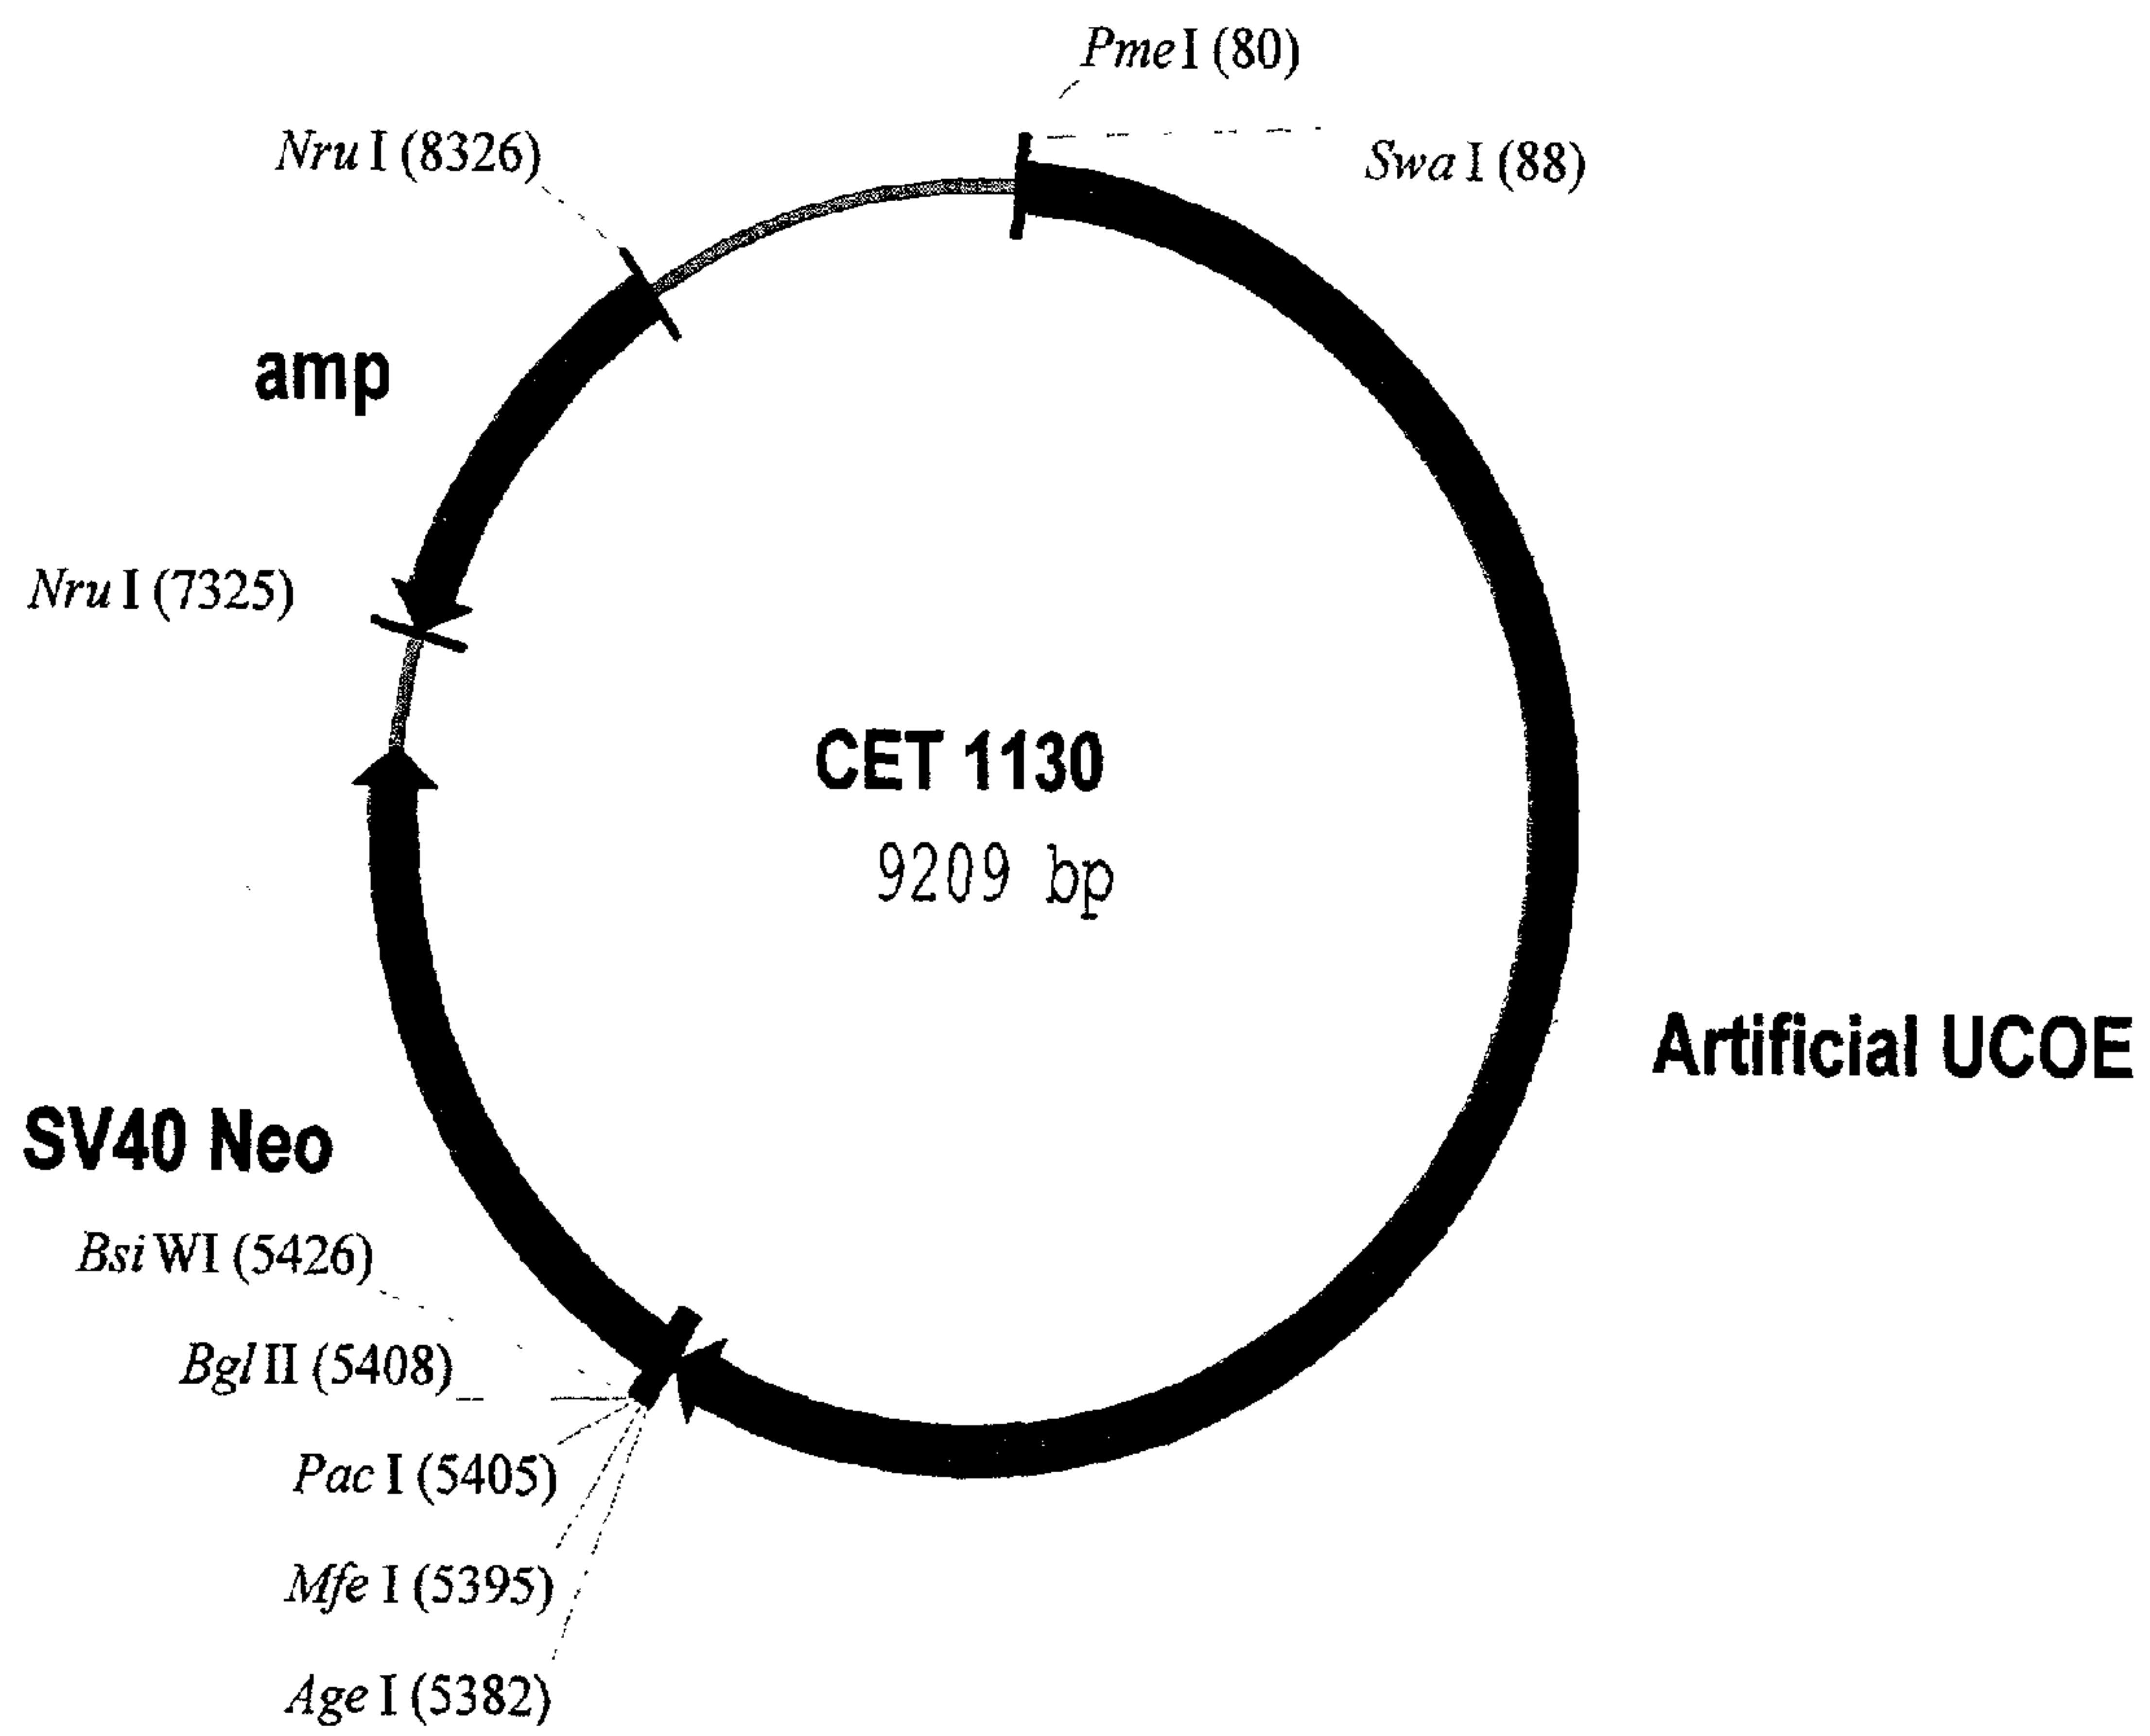 PmeI (80)
NruI (8326)
SwaI (88)
amp
NruI (7325)
CET 1130
9209 bp
Artificial UCOE
SV40 Neo
BsiWI (5426)
BglII (5408)
PacI (5405)
MfeI (5395)
AgeI (5382)